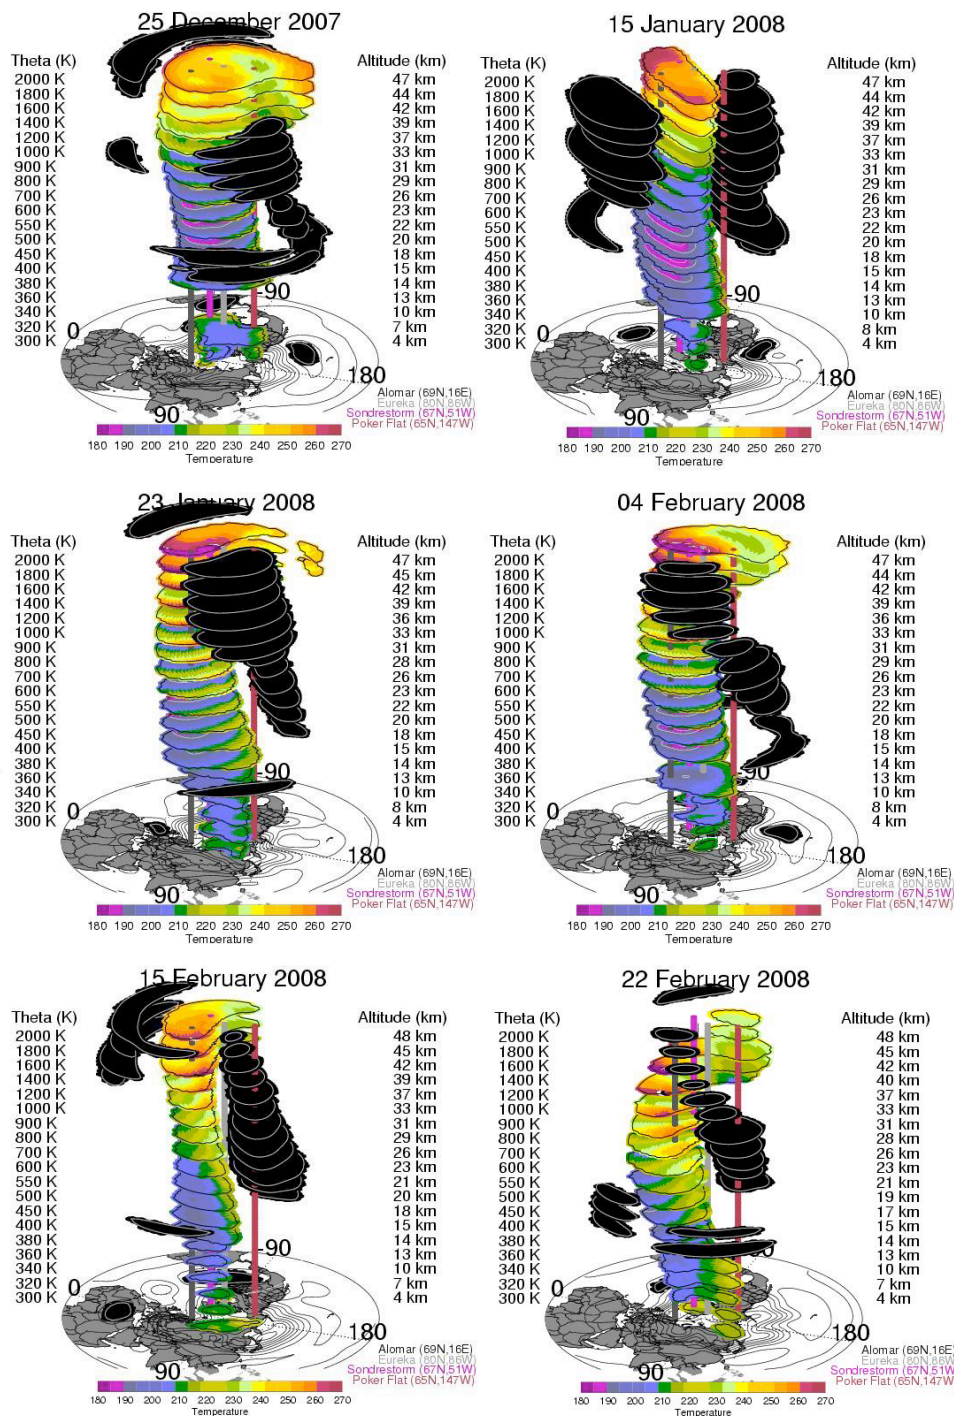 25 December 2007
Theta (K) Altitude (km)
2000 K 47 km
1800 K 44 km
1600 K 42 km
1400 K 39 km
1200 K 37 km
1000 K 33 km
900 K 31 km
800 K 29 km
700 K 26 km
600 K 23 km
550 K 22 km
500 K 20 km
450 K 18 km
400 K 15 km
380 K 14 km
360 K 13 km
340 K 10 km
320 K 7 km
300 K 4 km
-90
0
180
90
Alomar (69N,16E)
Eureka (80N,86W)
Sondrestorm (67N,51W)
Poker Flat (65N,147W)
180 190 200 210 220 230 240 250 260 270
Temperature
15 January 2008
Theta (K) Altitude (km)
2000 K 47 km
1800 K 44 km
1600 K 42 km
1400 K 39 km
1200 K 37 km
1000 K 33 km
900 K 31 km
800 K 29 km
700 K 26 km
600 K 23 km
550 K 22 km
500 K 20 km
450 K 18 km
400 K 15 km
380 K 14 km
360 K 13 km
340 K 10 km
320 K 8 km
300 K 4 km
-90
0
180
90
Alomar (69N,16E)
Eureka (80N,86W)
Sondrestorm (67N,51W)
Poker Flat (65N,147W)
180 190 200 210 220 230 240 250 260 270
Temperature
23 January 2008
Theta (K) Altitude (km)
2000 K 47 km
1800 K 45 km
1600 K 42 km
1400 K 39 km
1200 K 36 km
1000 K 33 km
900 K 31 km
800 K 28 km
700 K 26 km
600 K 23 km
550 K 22 km
500 K 20 km
450 K 18 km
400 K 15 km
380 K 14 km
360 K 13 km
340 K 10 km
320 K 8 km
300 K 4 km
-90
0
180
90
Alomar (69N,16E)
Eureka (80N,86W)
Sondrestorm (67N,51W)
Poker Flat (65N,147W)
180 190 200 210 220 230 240 250 260 270
Temperature
04 February 2008
Theta (K) Altitude (km)
2000 K 47 km
1800 K 44 km
1600 K 42 km
1400 K 39 km
1200 K 36 km
1000 K 33 km
900 K 31 km
800 K 29 km
700 K 26 km
600 K 23 km
550 K 22 km
500 K 20 km
450 K 18 km
400 K 15 km
380 K 14 km
360 K 13 km
340 K 10 km
320 K 8 km
300 K 4 km
-90
0
180
90
Alomar (69N,16E)
Eureka (80N,86W)
Sondrestorm (67N,51W)
Poker Flat (65N,147W)
180 190 200 210 220 230 240 250 260 270
Temperature
15 February 2008
Theta (K) Altitude (km)
2000 K 48 km
1800 K 45 km
1600 K 42 km
1400 K 39 km
1200 K 37 km
1000 K 33 km
900 K 31 km
800 K 29 km
700 K 26 km
600 K 23 km
550 K 21 km
500 K 20 km
450 K 18 km
400 K 15 km
380 K 14 km
360 K 13 km
340 K 10 km
320 K 7 km
300 K 4 km
-90
0
180
90
Alomar (69N,16E)
Eureka (80N,86W)
Sondrestorm (67N,51W)
Poker Flat (65N,147W)
180 190 200 210 220 230 240 250 260 270
Temperature
22 February 2008
Theta (K) Altitude (km)
2000 K 48 km
1800 K 45 km
1600 K 42 km
1400 K 40 km
1200 K 37 km
1000 K 33 km
900 K 31 km
800 K 28 km
700 K 26 km
600 K 23 km
550 K 21 km
500 K 19 km
450 K 17 km
400 K 15 km
380 K 14 km
360 K 13 km
340 K 10 km
320 K 7 km
300 K 4 km
0
180
90
Alomar (69N,16E)
Eureka (80N,86W)
Sondrestorm (67N,51W)
Poker Flat (65N,147W)
180 190 200 210 220 230 240 250 260 270
Temperature